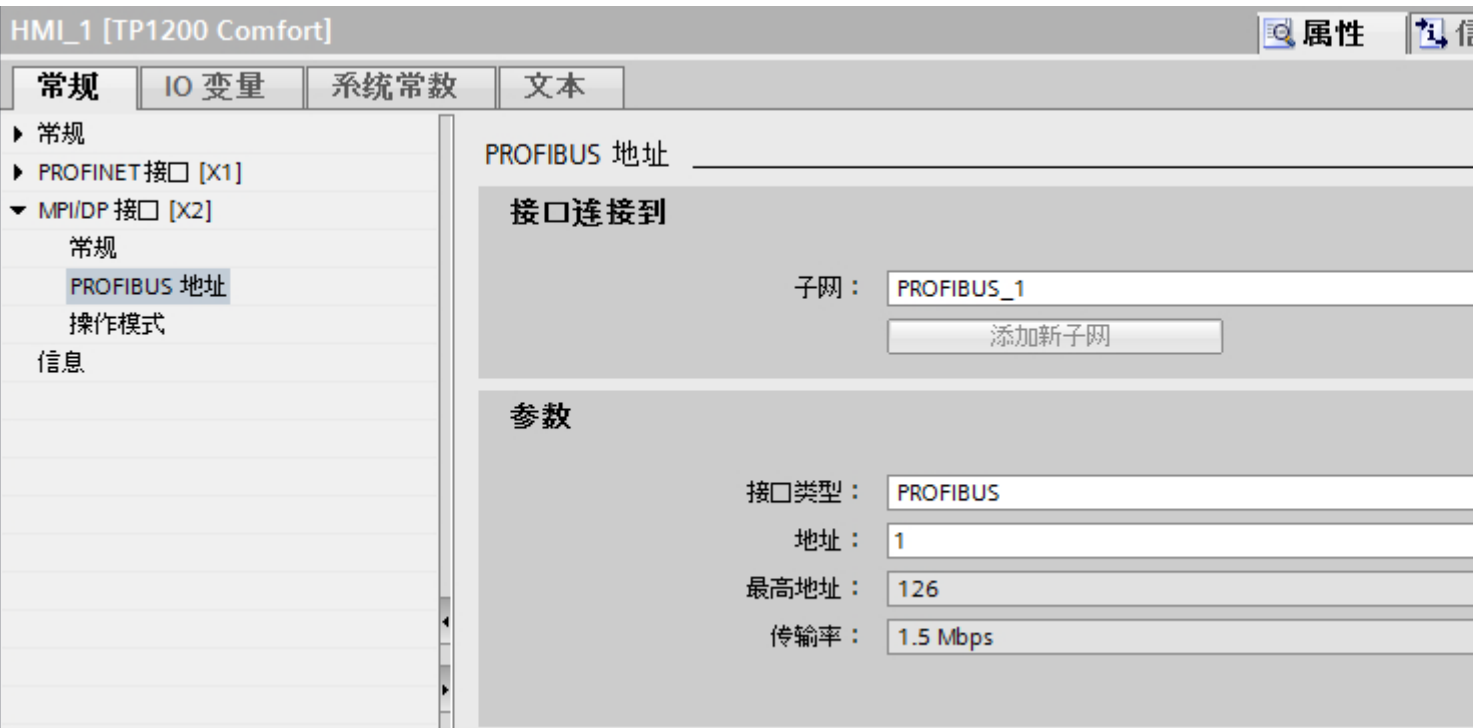 HMI_1 [TP1200 Comfort]
属性
常规
IO 变量
系统常数
文本
常规
PROFINET接口 [X1]
MPI/DP 接口 [X2]
常规
PROFIBUS 地址
操作模式
信息
PROFIBUS 地址
接口连接到
子网：
PROFIBUS_1
添加新子网
参数
接口类型：
PROFIBUS
地址：
1
最高地址：
126
传输率：
1.5 Mbps